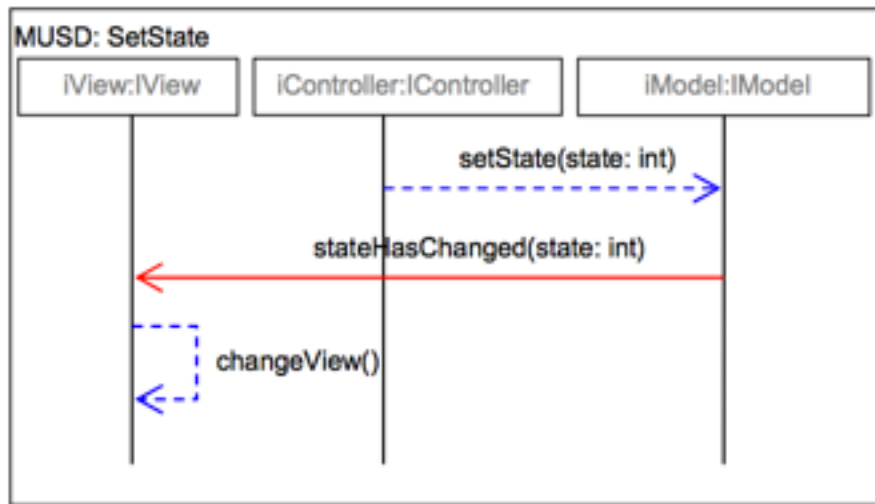 MUSD: SetState
iView:IView iController:IController iModel:IModel
setState(state: int)
stateHasChanged(state: int)
changeView()